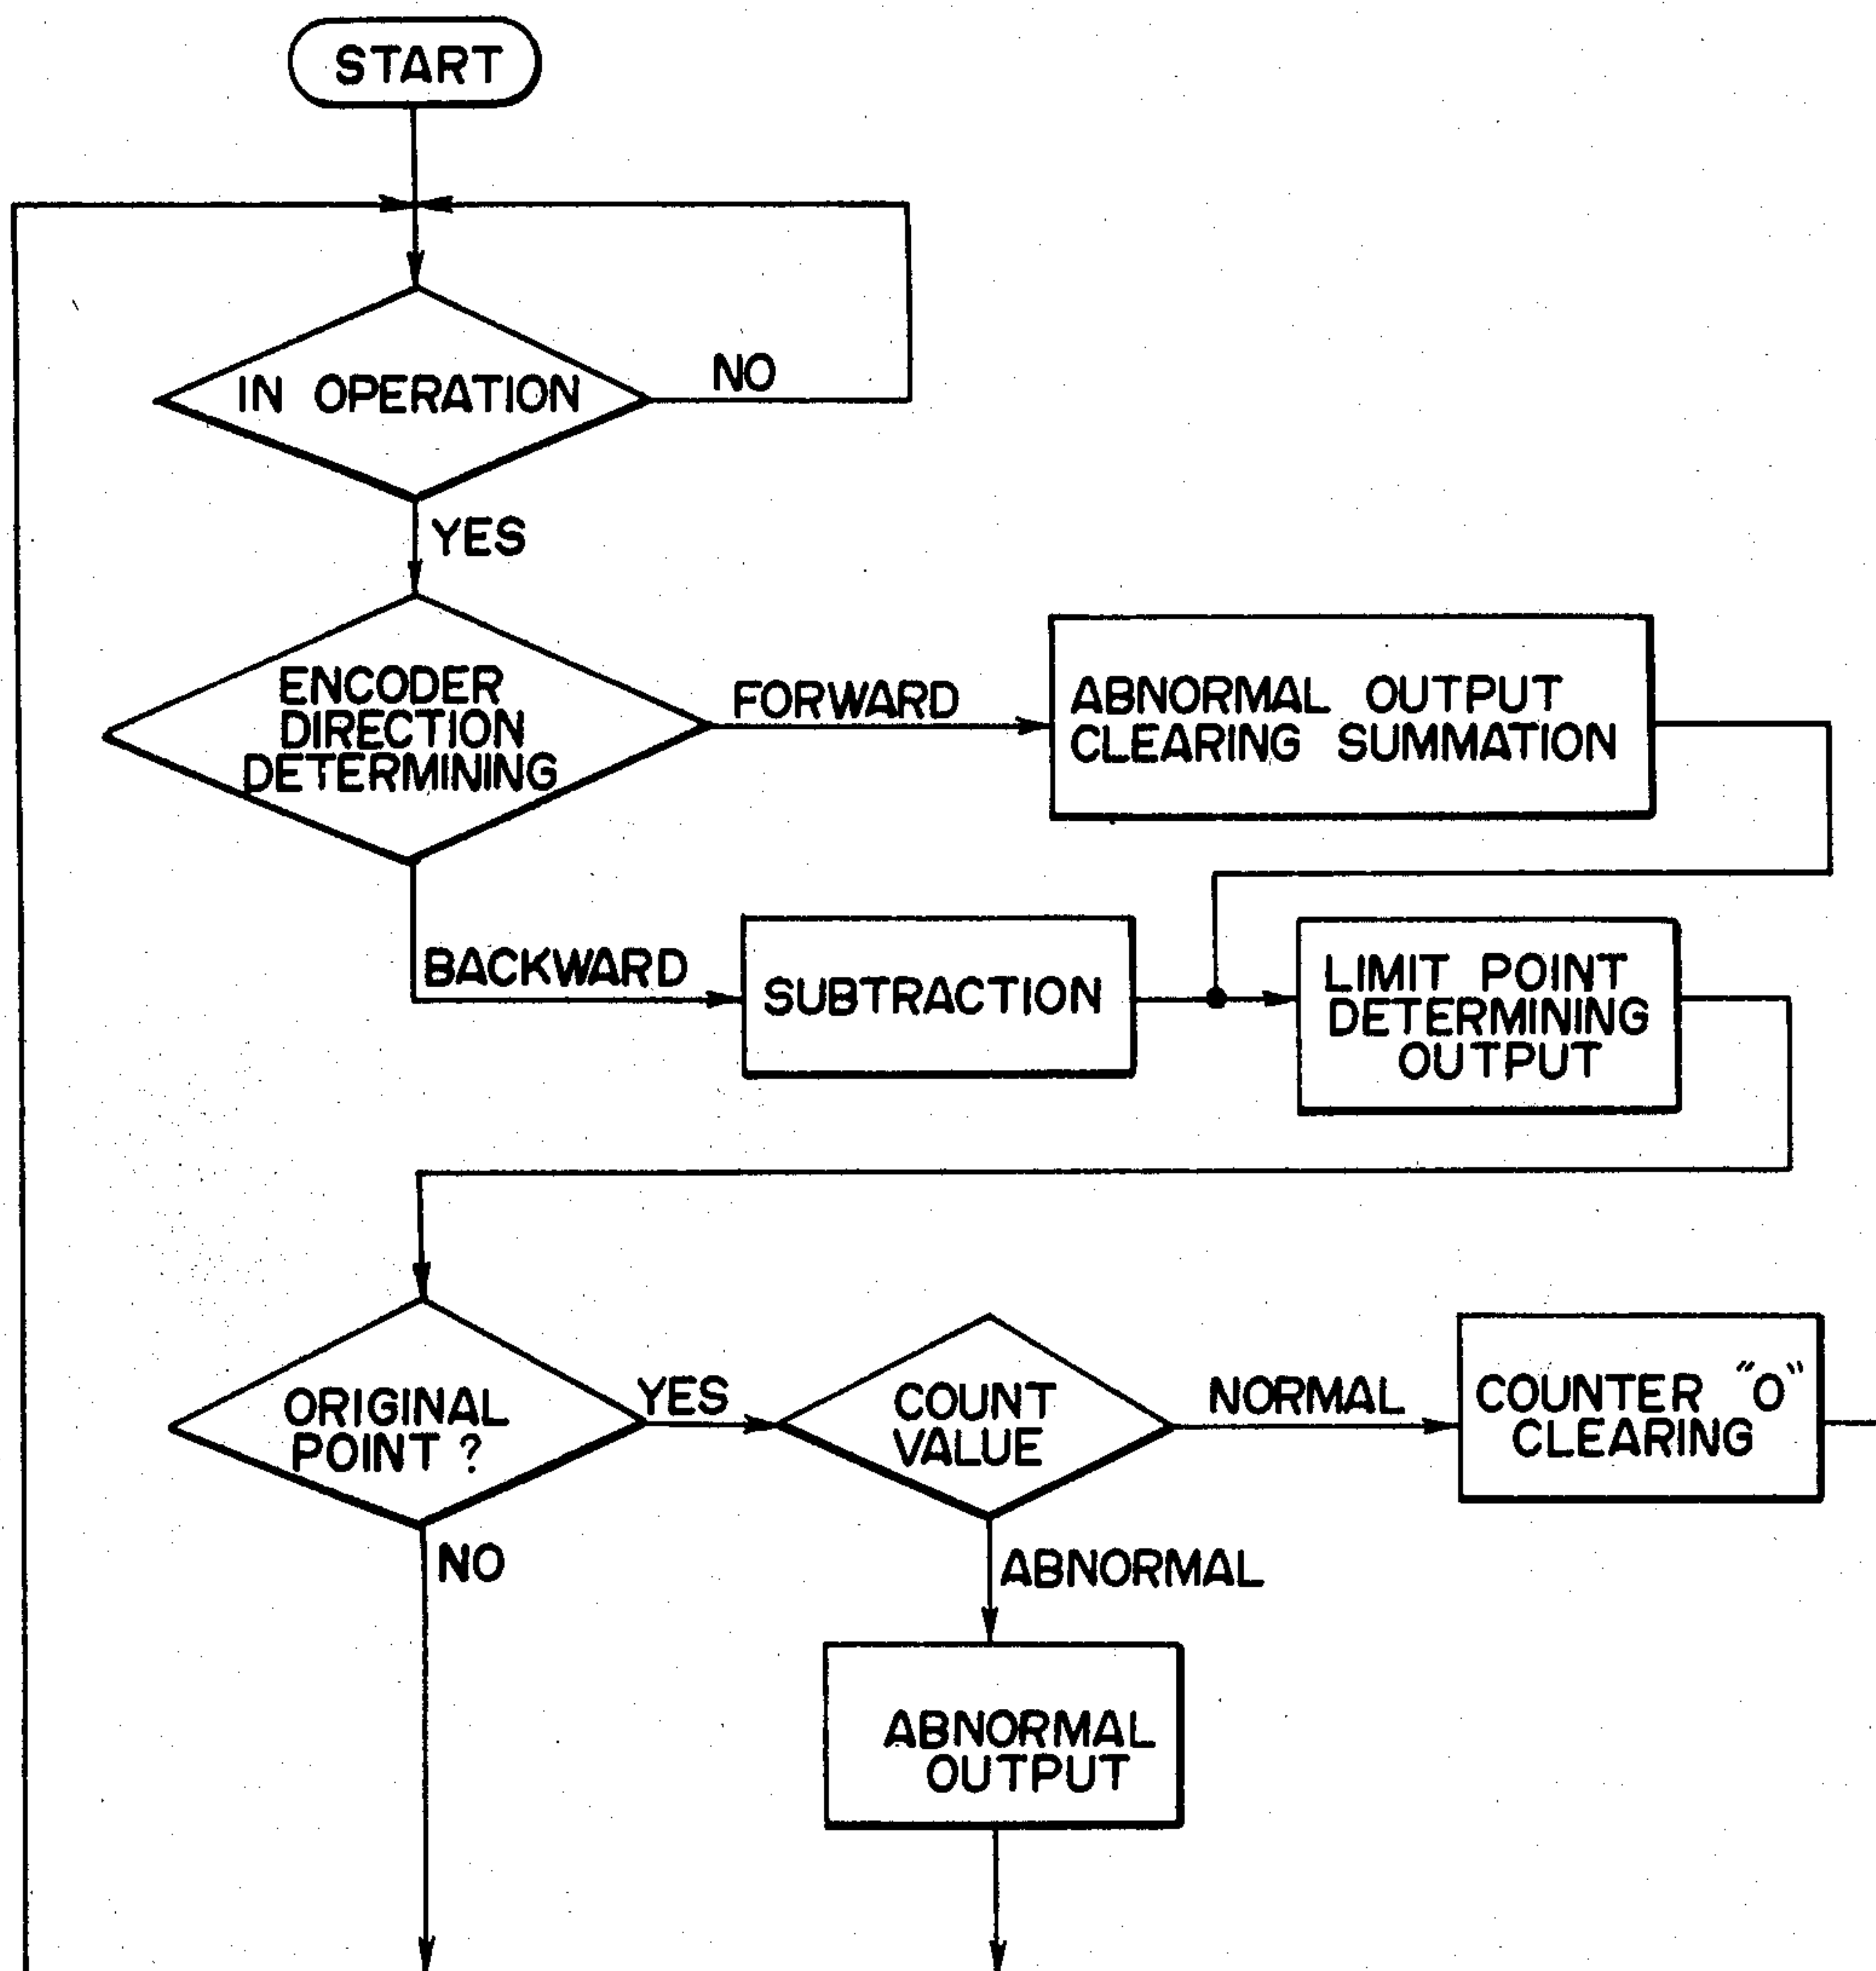 START
IN OPERATION
NO
YES
ENCODER
DIRECTION
DETERMINING
FORWARD
ABNORMAL OUTPUT
CLEARING SUMMATION
BACKWARD
SUBTRACTION
LIMIT POINT
DETERMINING
OUTPUT
ORIGINAL
POINT ?
YES
COUNT
VALUE
NORMAL
COUNTER "0"
CLEARING
NO
ABNORMAL
ABNORMAL
OUTPUT